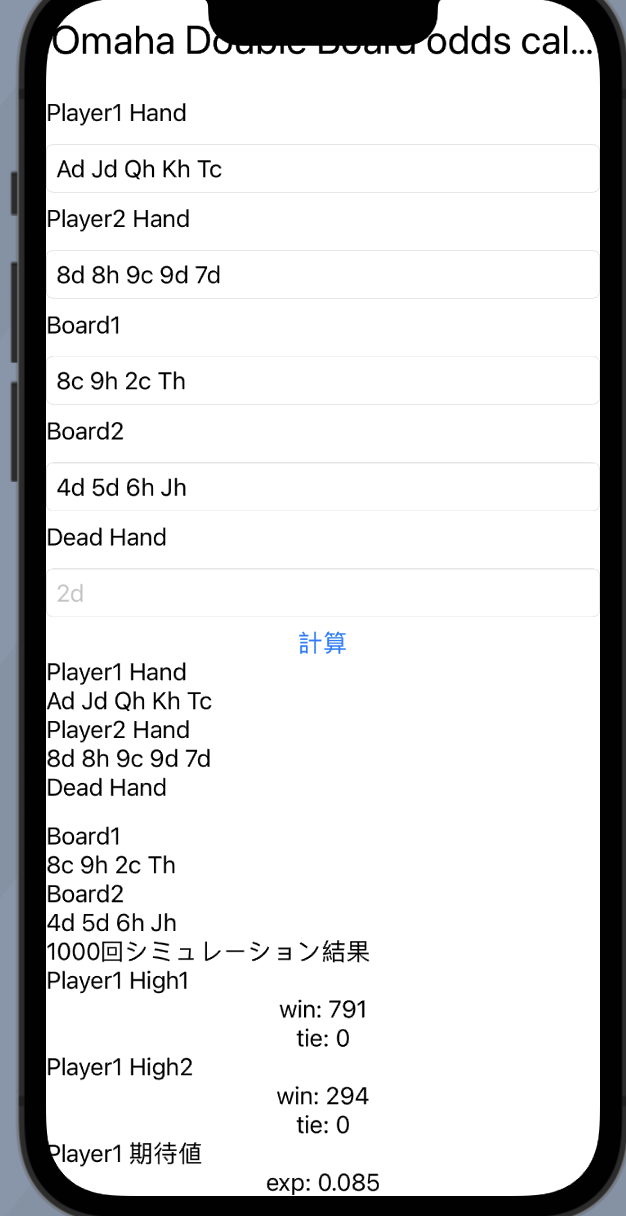 Omaha Double Board odds cal...
Player1 Hand
Ad Jd Qh Kh Tc
Player2 Hand
8d 8h 9c 9d 7d
Board1
8c 9h 2c Th
Board2
4d 5d 6h Jh
Dead Hand
2d
計算
Player1 Hand
Ad Jd Qh Kh Tc
Player2 Hand
8d 8h 9c 9d 7d
Dead Hand
Board1
8c 9h 2c Th
Board2
4d 5d 6h Jh
1000回シミュレーション結果
Player1 High1
win: 791
tie: 0
Player1 High2
win: 294
tie: 0
Player1 期待値
exp: 0.085